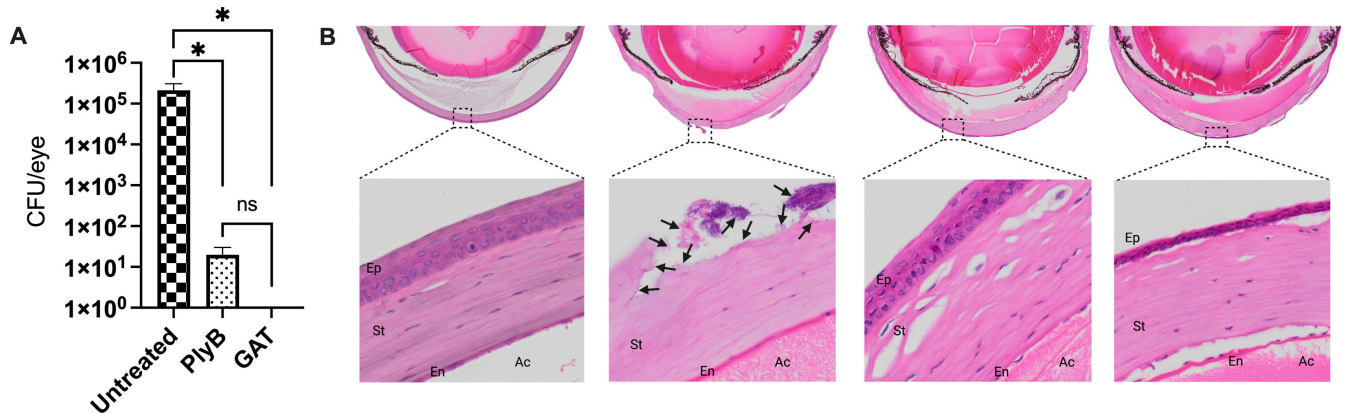 A
CFU/eye
1×10⁶
1×10⁵
1×10⁴
1×10³
1×10²
1×10¹
1×10⁰
*
*
ns
Untreated
PlyB
GAT
B
Ep
St
En
Ac
St
En
Ac
Ep
St
En
Ac
Ep
St
En
Ac